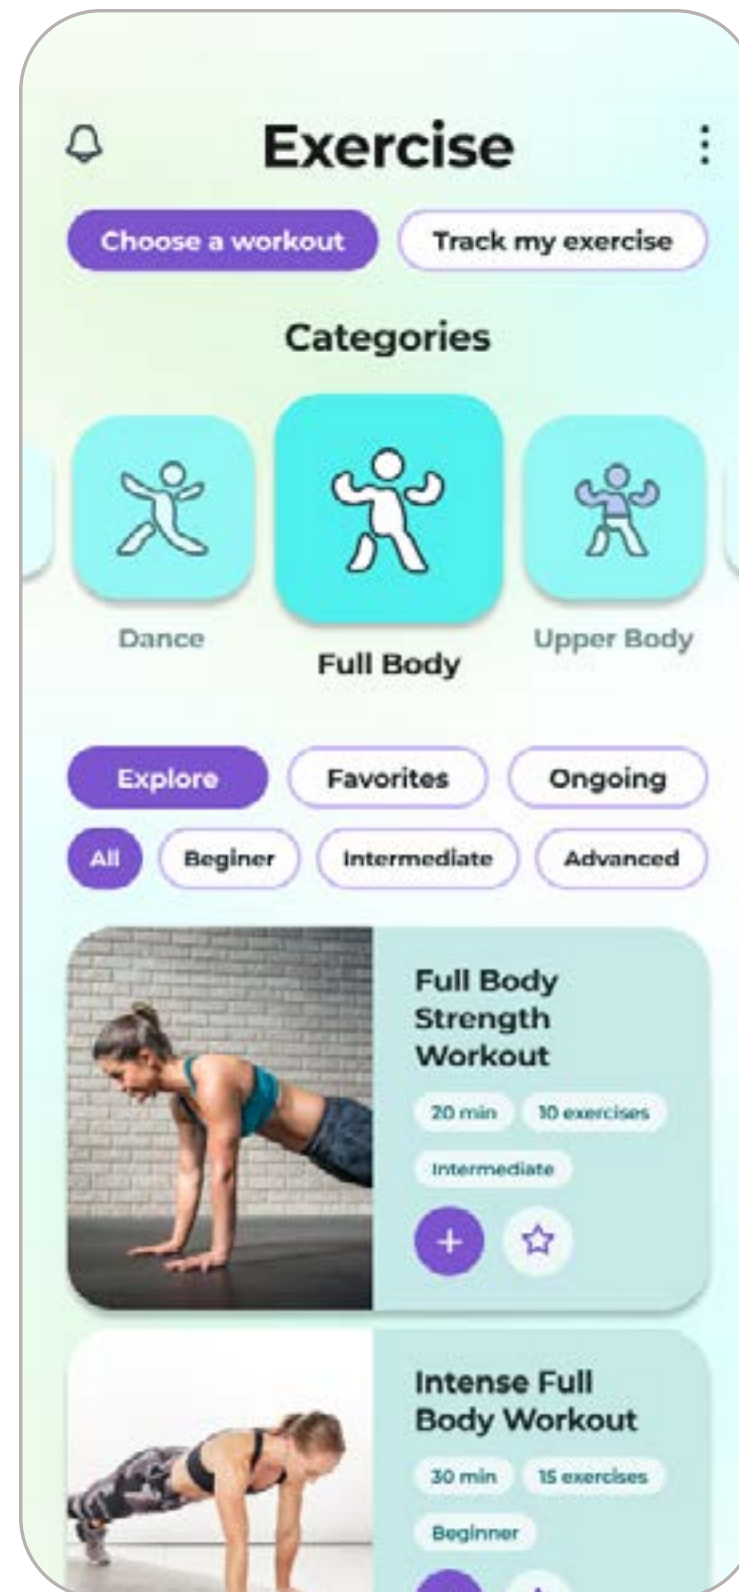 Exercise
Choose a workout
Track my exercise
Categories
Dance
Full Body
Upper Body
Explore
Favorites
Ongoing
All
Beginer
Intermediate
Advanced
Full Body
Strength
Workout
20 min
10 exercises
Intermediate
Intense Full
Body Workout
30 min
15 exercises
Beginner